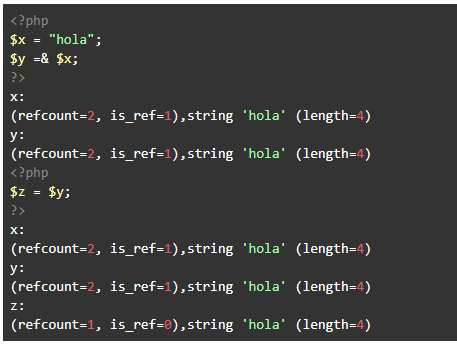 <?php
$x = "hola";
$y =& $x;
?>
x:
(refcount=2, is_ref=1),string 'hola' (length=4)
y:
(refcount=2, is_ref=1),string 'hola' (length=4)
<?php
$z = $y;
?>
x:
(refcount=2, is_ref=1),string 'hola' (length=4)
y:
(refcount=2, is_ref=1),string 'hola' (length=4)
z:
(refcount=1, is_ref=0),string 'hola' (length=4)